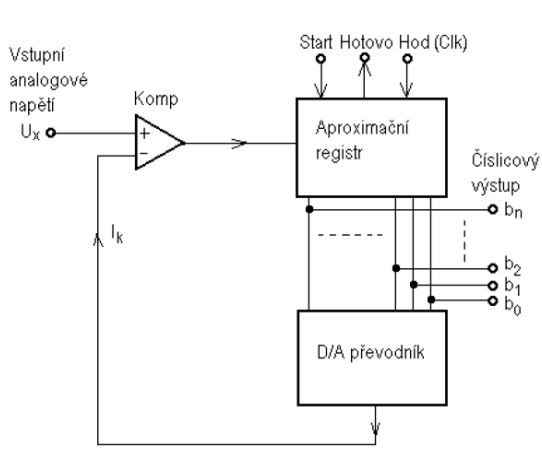 Start Hotovo Hod (Clk)
Vstupní
analogové
napětí
Ux
Komp
+
−
Aproximační
registr
Číslicový
výstup
bn
Ik
b2
b1
b0
D/A převodník